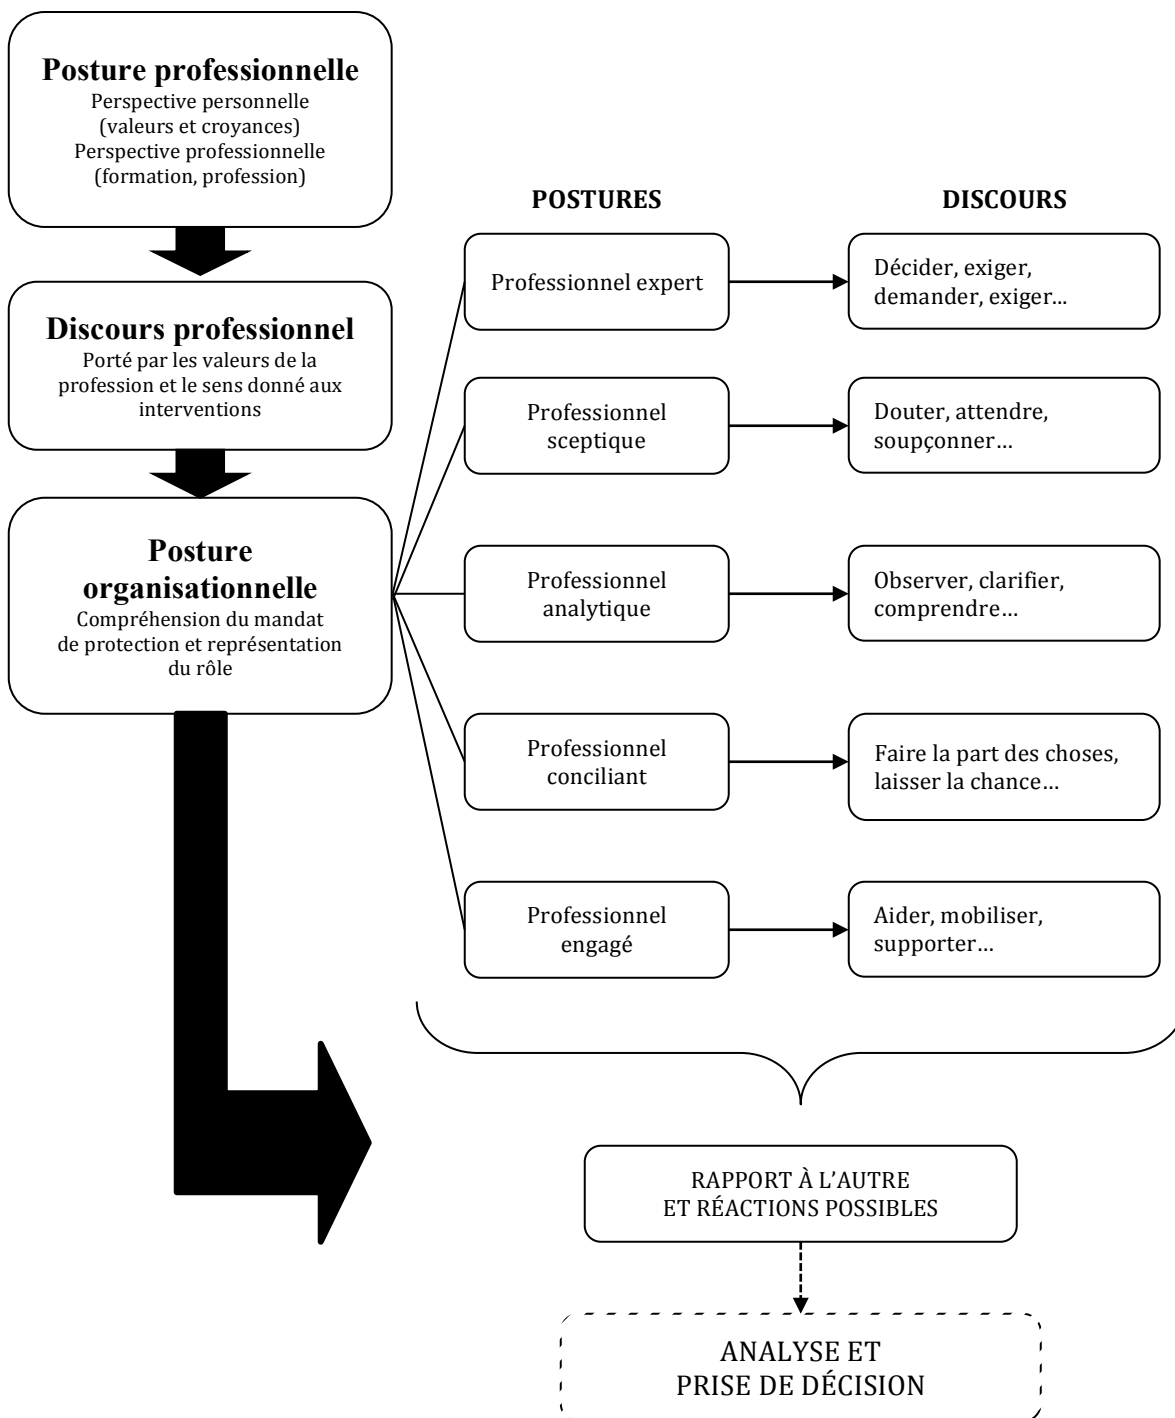 Posture professionnelle
Perspective personnelle
(valeurs et croyances)
Perspective professionnelle
(formation, profession)
Discours professionnel
Porté par les valeurs de la
profession et le sens donné aux
interventions
Posture
organisationnelle
Compréhension du mandat
de protection et représentation
du rôle
POSTURES
DISCOURS
Professionnel expert
Décider, exiger,
demander, exiger…
Professionnel
sceptique
Douter, attendre,
soupçonner…
Professionnel
analytique
Observer, clarifier,
comprendre…
Professionnel
conciliant
Faire la part des choses,
laisser la chance…
Professionnel
engagé
Aider, mobiliser,
supporter…
RAPPORT À L’AUTRE
ET RÉACTIONS POSSIBLES
ANALYSE ET
PRISE DE DÉCISION